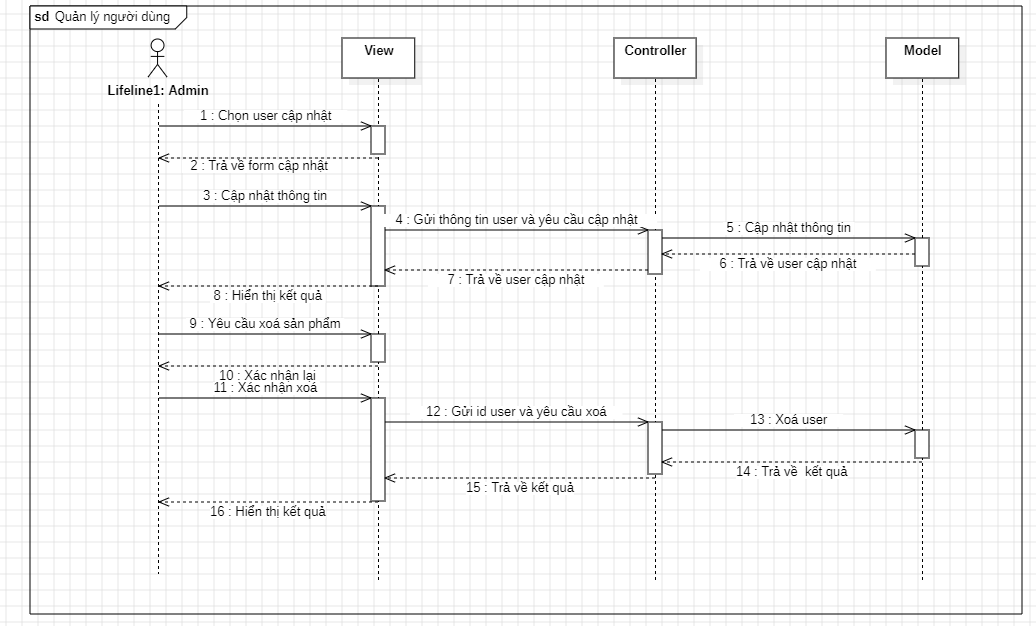 sd Quản lý người dùng
View
Controller
Model
Lifeline1: Admin
1 : Chọn user cập nhật
2 : Trả về form cập nhật
3 : Cập nhật thông tin
4 : Gửi thông tin user và yêu cầu cập nhật
5 : Cập nhật thông tin
6 : Trả về user cập nhật
7 : Trả về user cập nhật
8 : Hiển thị kết quả
9 : Yêu cầu xoá sản phẩm
10 : Xác nhận lại
11 : Xác nhận xoá
12 : Gửi id user và yêu cầu xoá
13 : Xoá user
14 : Trả về  kết quả
15 : Trả về kết quả
16 : Hiển thị kết quả